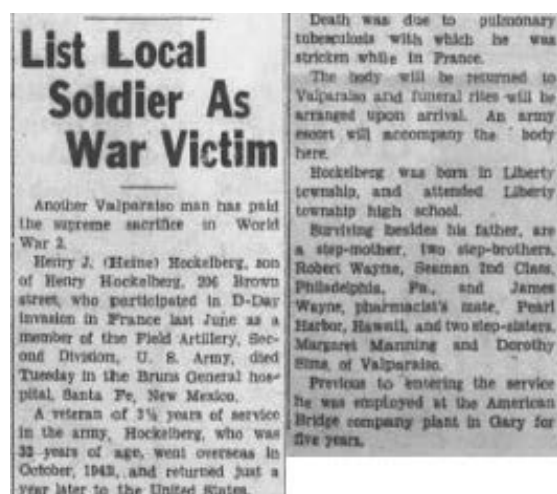 List Local
Soldier As
War Victim
Another Valparaiso man has paid
the supreme sacrifice in World
War 2.
Henry J. (Heine) Hockelberg, son
of Henry Hockelberg, 206 Brown
street, who participated in D-Day
invasion in France last June as a
member of the Field Artillery, Sec-
ond Division, U. S. Army, died
Tuesday in the Bruns General hos-
pital, Santa Fe, New Mexico.
A veteran of 3½ years of service
in the army, Hockelberg, who was
32 years of age, went overseas in
October, 1943, and returned just a
year later to the United States.
Death was due to pulmonary
tuberculosis with which he was
stricken while in France.
The body will be returned to
Valparaiso and funeral rites will be
arranged upon arrival. An army
escort will accompany the body
here.
Hockelberg was born in Liberty
township, and attended Liberty
township high school.
Surviving besides his father, are
a step-mother, two step-brothers,
Robert Wayne, Seaman 2nd Class,
Philadelphia, Pa., and James
Wayne, pharmacist's mate, Pearl
Harbor, Hawaii, and two step-sisters,
Margaret Manning and Dorothy
Sims, of Valparaiso.
Previous to entering the service
he was employed at the American
Bridge company plant in Gary for
five years.